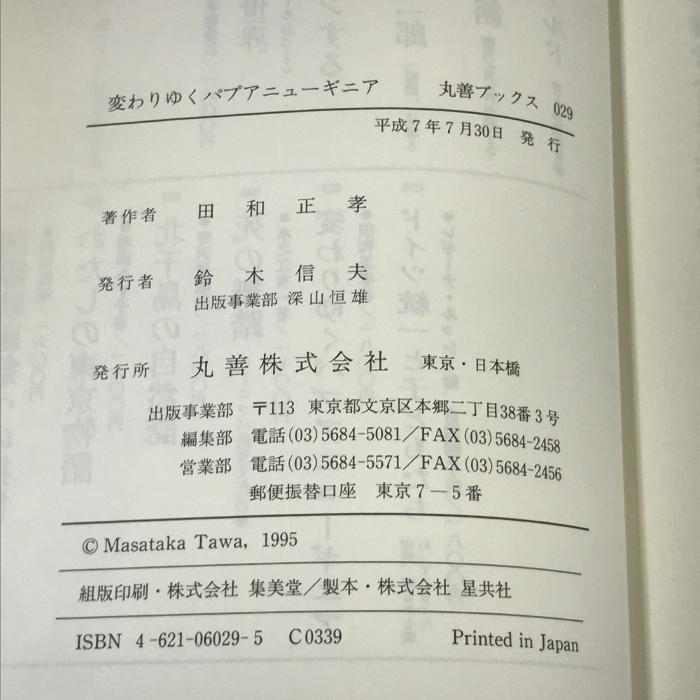 変わりゆくパプアニューギニア 丸善ブックス 029
平成7年7月30日 発行
著作者 田和正孝
発行者 鈴木信夫
出版事業部 深山恒雄
発行所 丸善株式会社 東京・日本橋
出版事業部 〒113 東京都文京区本郷二丁目38番3号
編集部 電話(03)5684-5081/FAX(03)5684-2458
営業部 電話(03)5684-5571/FAX(03)5684-2456
郵便振替口座 東京7-5番
© Masataka Tawa, 1995
組版印刷・株式会社 集美堂/製本・株式会社 星共社
ISBN 4-621-06029-5 C0339 Printed in Japan